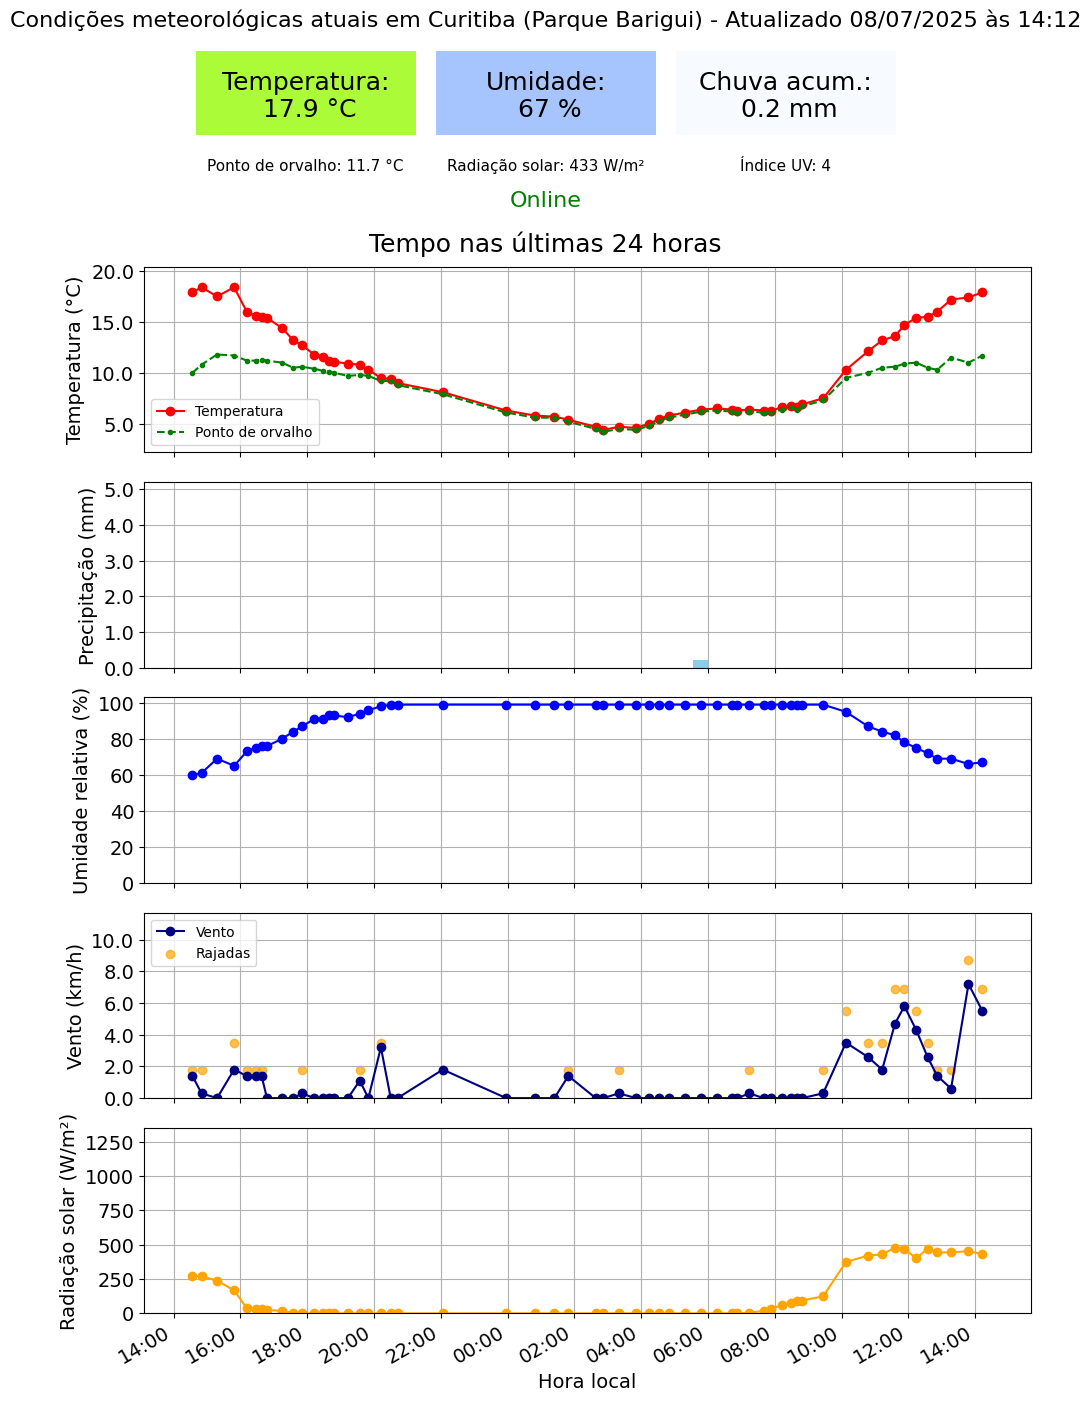 Condições meteorológicas atuais em Curitiba (Parque Barigui) - Atualizado 08/07/2025 às 14:12
Temperatura:
17.9 °C
Umidade:
67 %
Chuva acum.:
0.2 mm
Ponto de orvalho: 11.7 °C
Radiação solar: 433 W/m²
Índice UV: 4
Online
Tempo nas últimas 24 horas
Temperatura (°C)
20.0
15.0
10.0
5.0
Temperatura
Ponto de orvalho
Precipitação (mm)
5.0
4.0
3.0
2.0
1.0
0.0
Umidade relativa (%)
100
80
60
40
20
0
Vento (km/h)
10.0
8.0
6.0
4.0
2.0
0.0
Vento
Rajadas
Radiação solar (W/m²)
1250
1000
750
500
250
0
14:00
16:00
18:00
20:00
22:00
00:00
02:00
04:00
06:00
08:00
10:00
12:00
14:00
Hora local